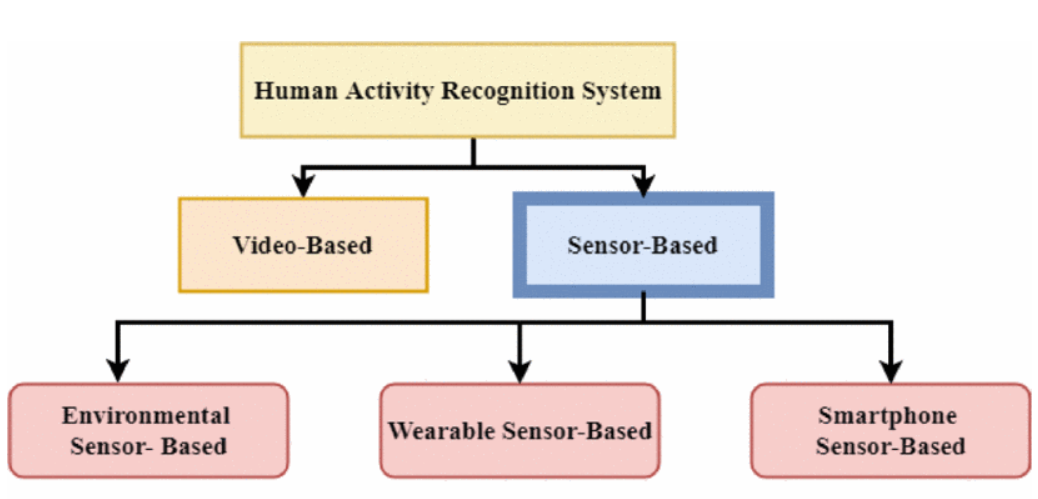 Human Activity Recognition System
Video-Based
Sensor-Based
Environmental
Sensor- Based
Wearable Sensor-Based
Smartphone
Sensor-Based